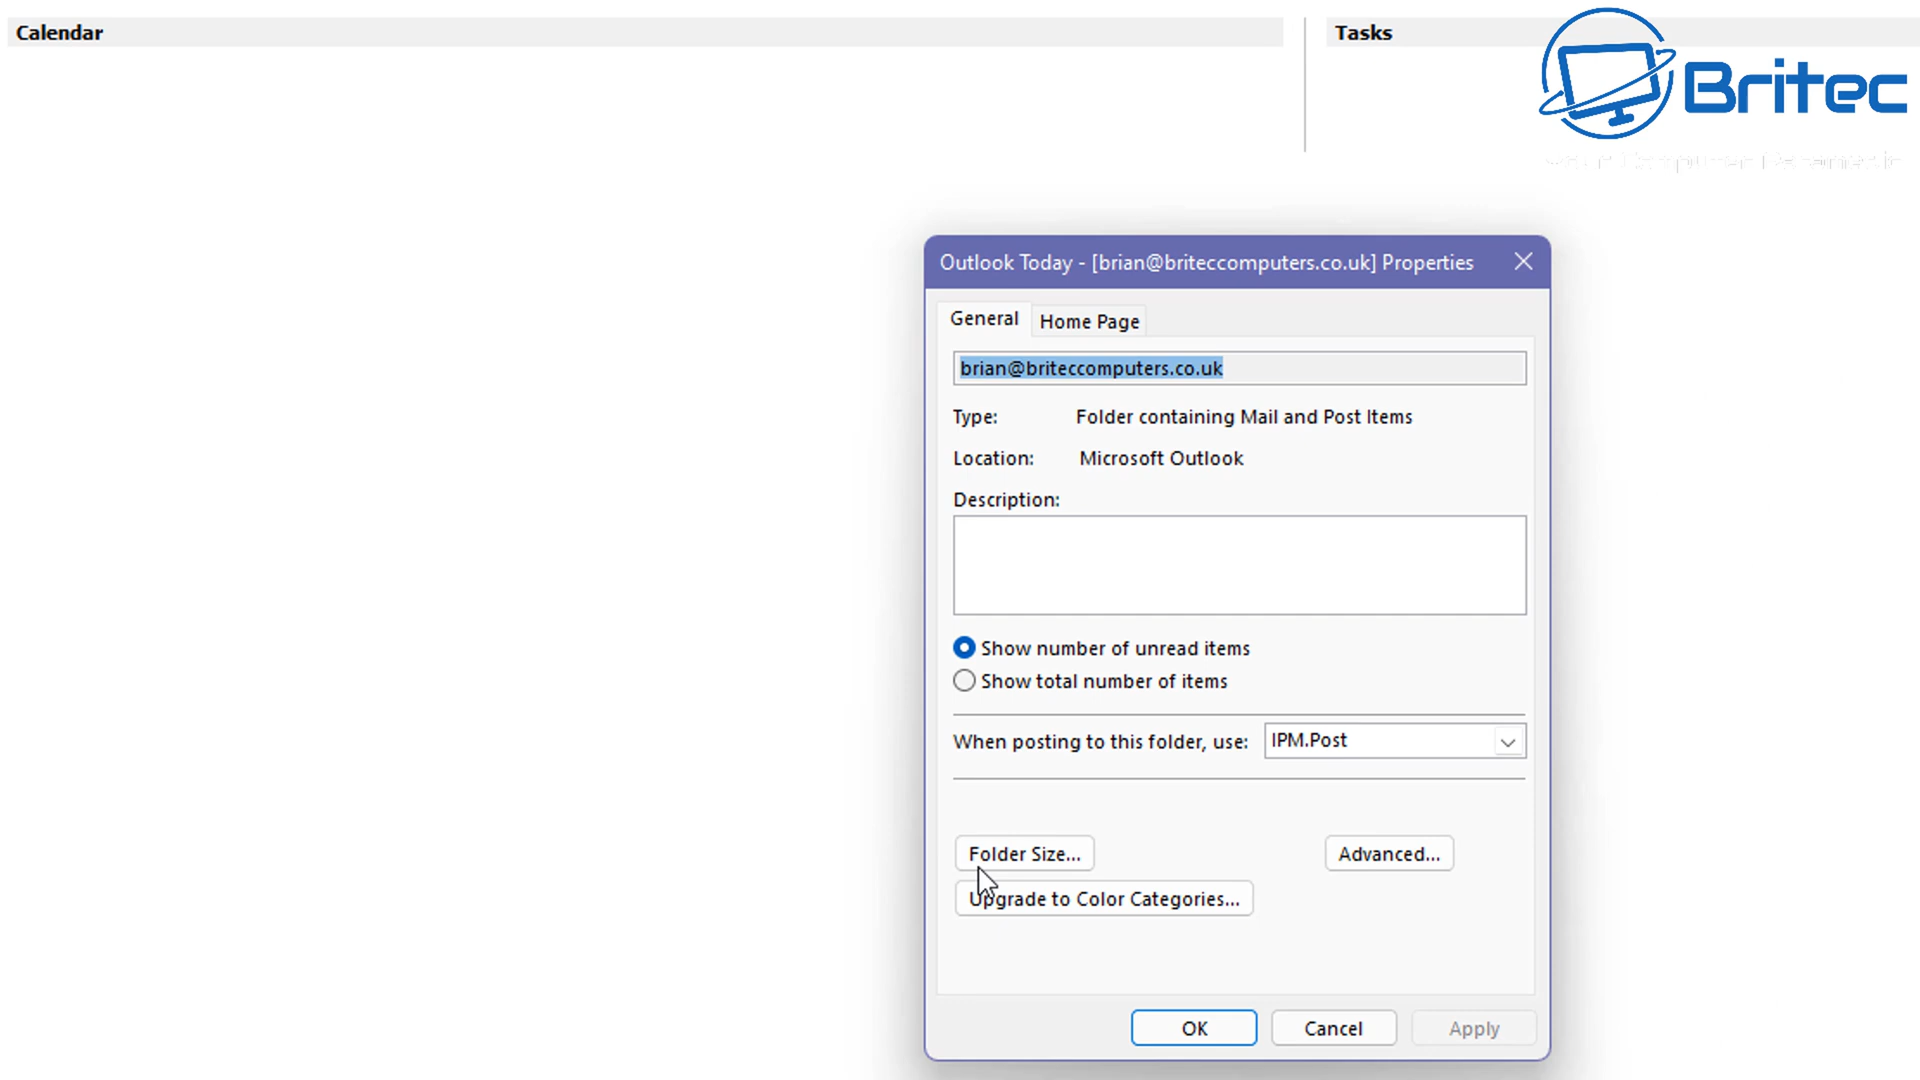 Calendar
Tasks
Britec
Outlook Today - [brian@briteccomputers.co.uk] Properties
General
Home Page
brian@briteccomputers.co.uk
Type: Folder containing Mail and Post Items
Location: Microsoft Outlook
Description:
Show number of unread items
Show total number of items
When posting to this folder, use: IPM.Post
Folder Size...
Advanced...
Upgrade to Color Categories...
OK
Cancel
Apply